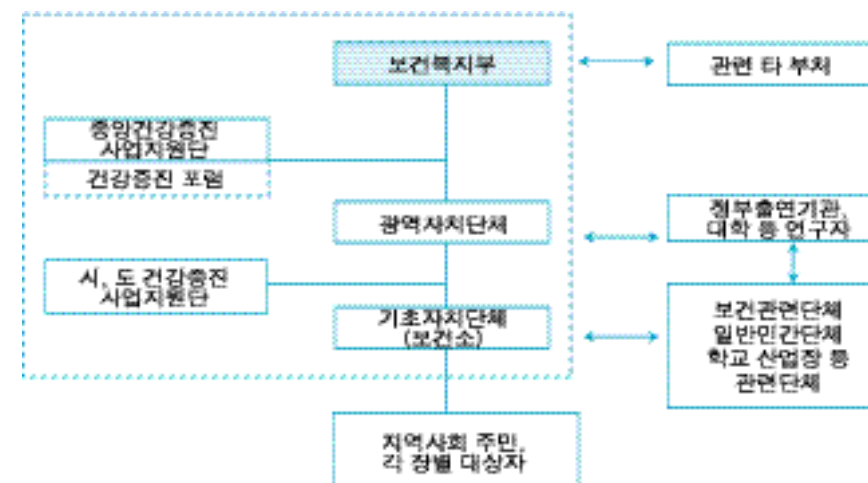 보건복지부
관련 타 부처
중앙건강증진
사업지원단
건강증진 포럼
광역자치단체
정부출연기관,
대학 등 연구자
시, 도 건강증진
사업지원단
기초자치단체
(보건소)
보건관련단체
일반민간단체
학교 산업장 등
관련단체
지역사회 주민,
각 장별 대상자